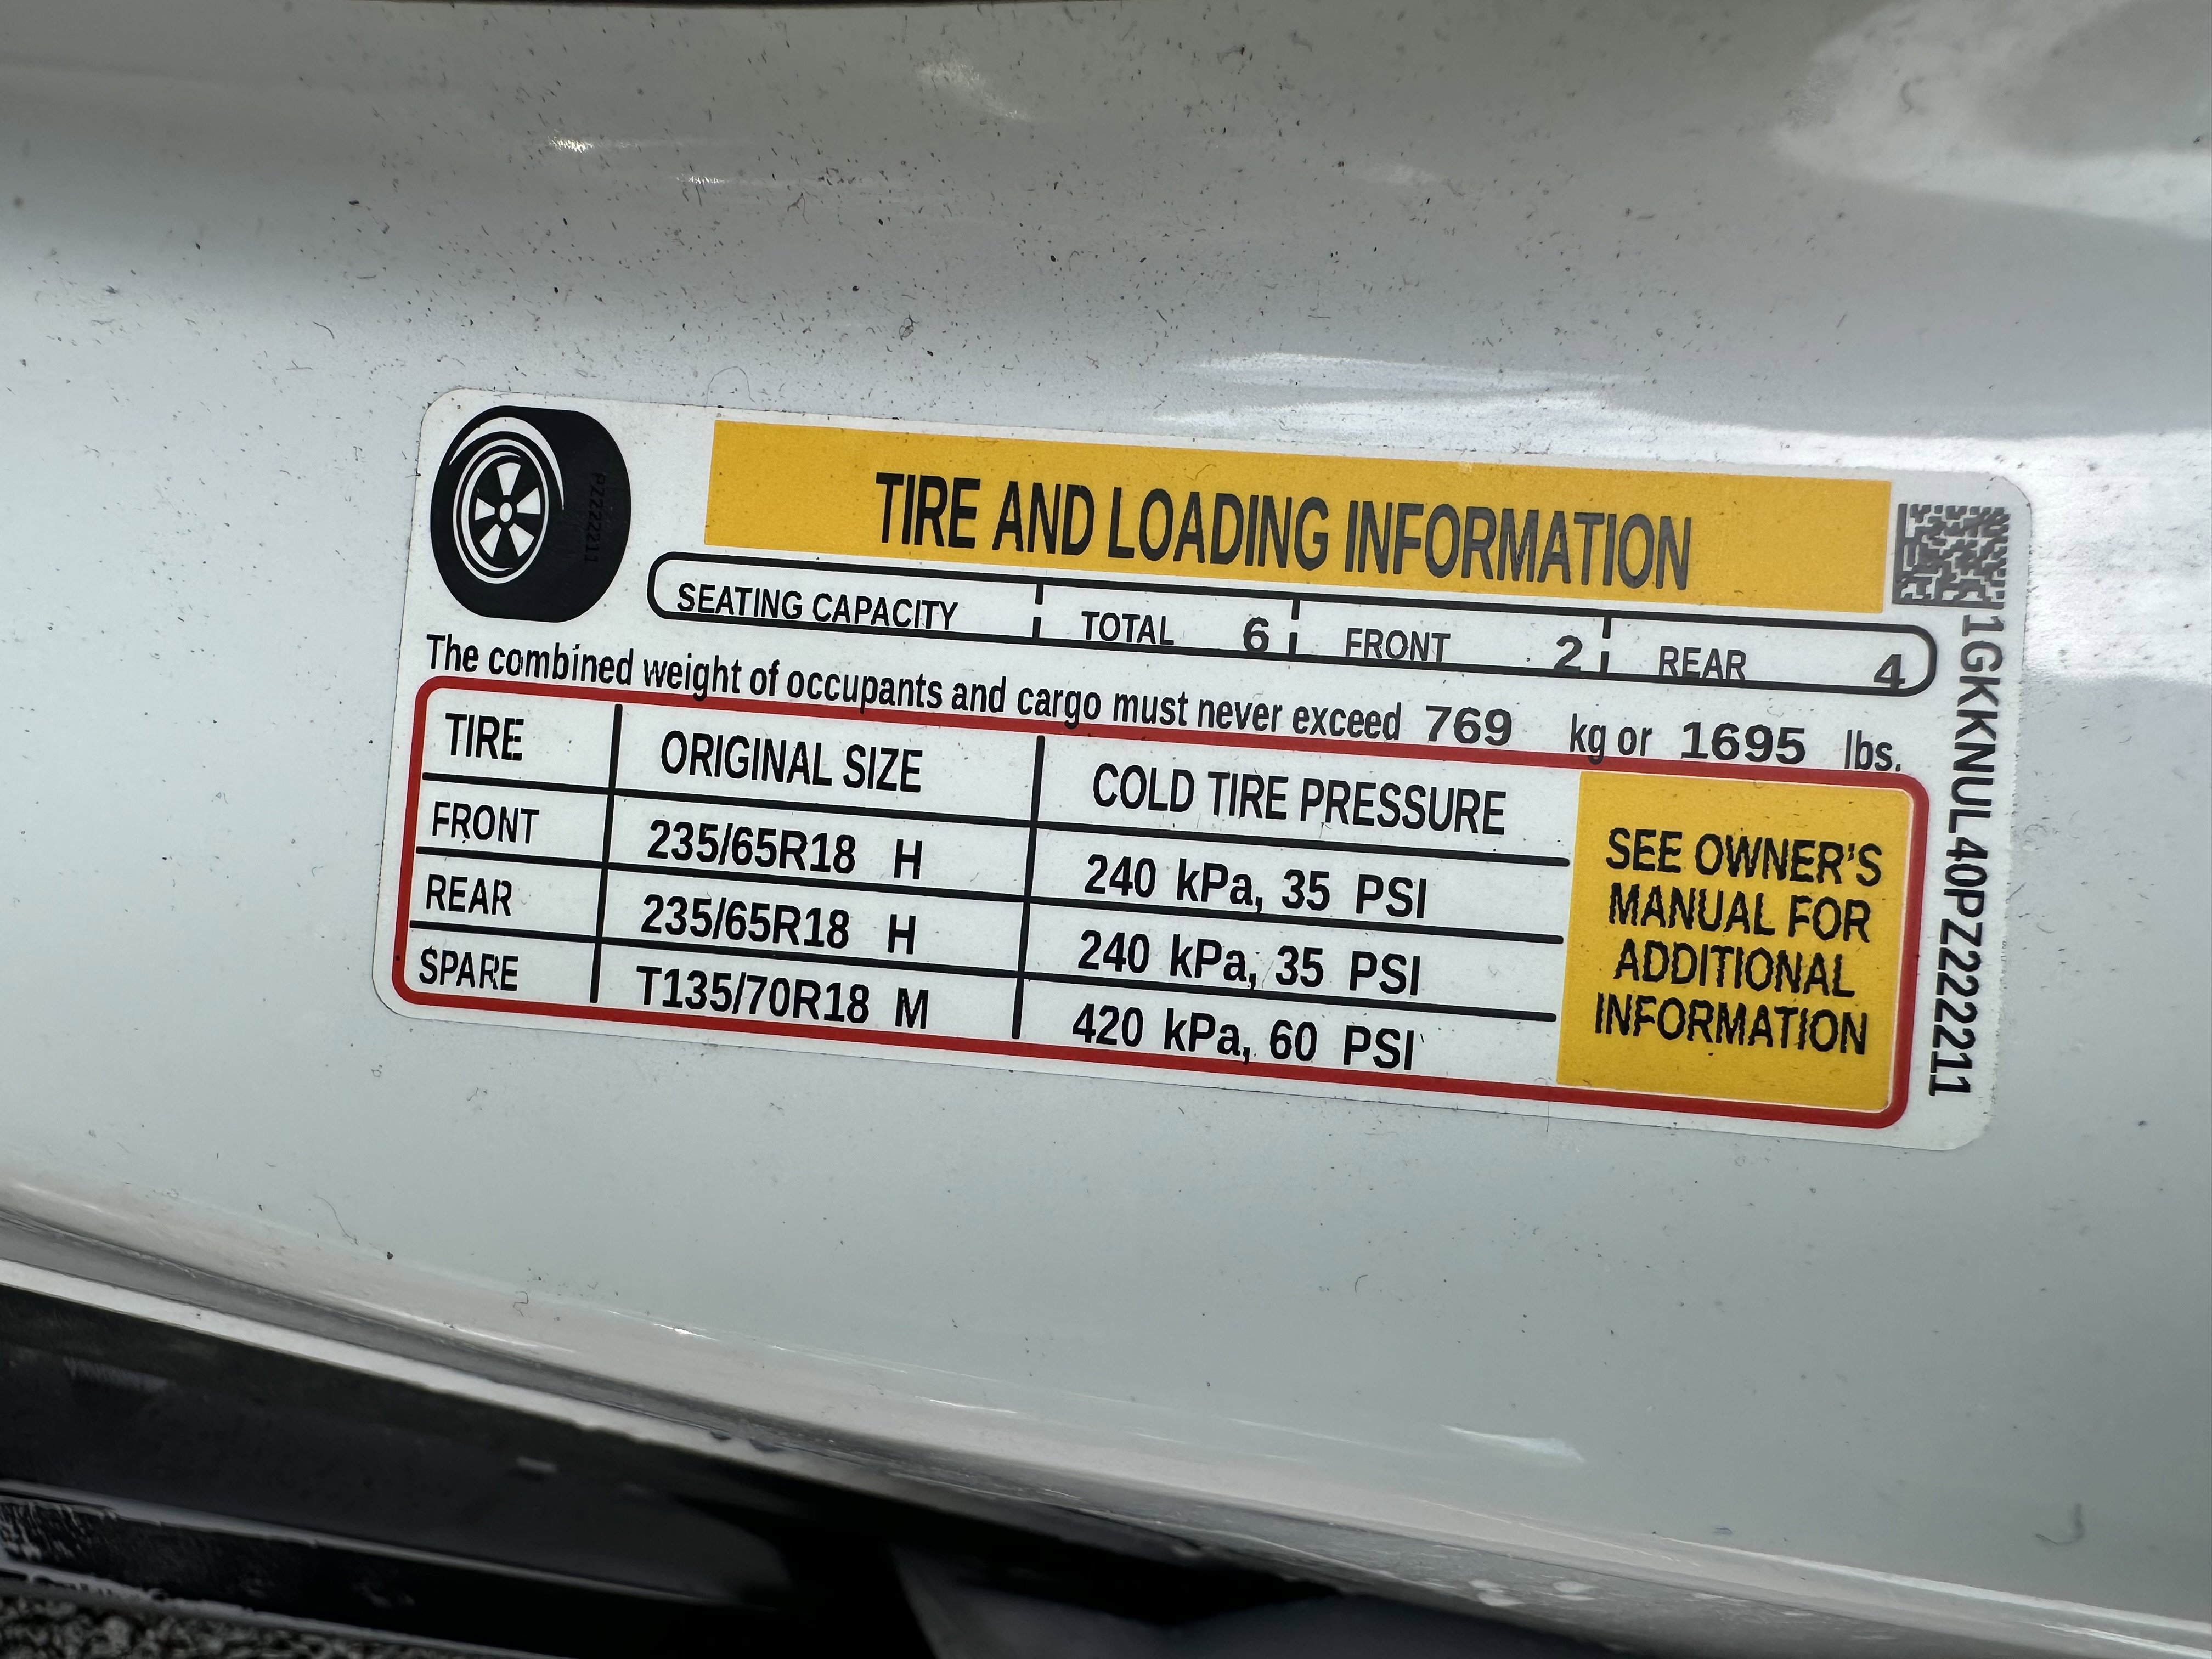 TIRE AND LOADING INFORMATION
SEATING CAPACITY TOTAL 6 FRONT 2 REAR 4
The combined weight of occupants and cargo must never exceed 769 kg or 1695 lbs.
TIRE ORIGINAL SIZE COLD TIRE PRESSURE
FRONT 235/65R18 H 240 kPa, 35 PSI
REAR 235/65R18 H 240 kPa, 35 PSI
SPARE T135/70R18 M 420 kPa, 60 PSI
SEE OWNER'S
MANUAL FOR
ADDITIONAL
INFORMATION
1GKKNUL40PZ222211
PZ222211